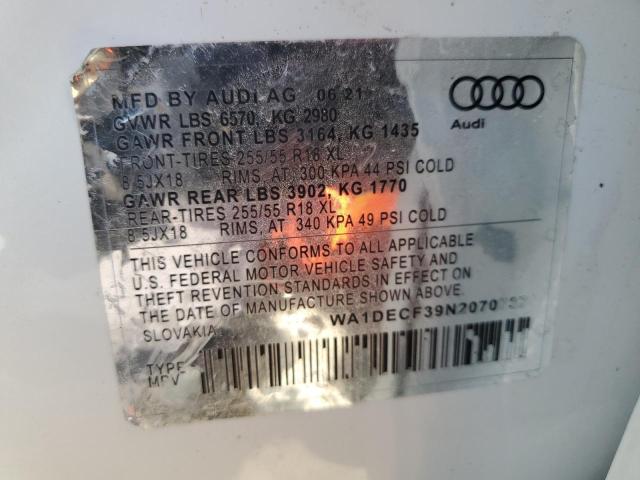 MFD BY AUDI AG 06 21
GVWR LBS 6570, KG 2980
GAWR FRONT LBS 3164, KG 1435
FRONT-TIRES 255/55 R18 XL
8.5JX18 RIMS, AT 300 KPA 44 PSI COLD
GAWR REAR LBS 3902, KG 1770
REAR-TIRES 255/55 R18 XL
8.5JX18 RIMS, AT 340 KPA 49 PSI COLD
Audi
THIS VEHICLE CONFORMS TO ALL APPLICABLE
U.S. FEDERAL MOTOR VEHICLE SAFETY AND
THEFT PREVENTION STANDARDS IN EFFECT ON
THE DATE OF MANUFACTURE SHOWN ABOVE.
SLOVAKIA
TYPE
MPV